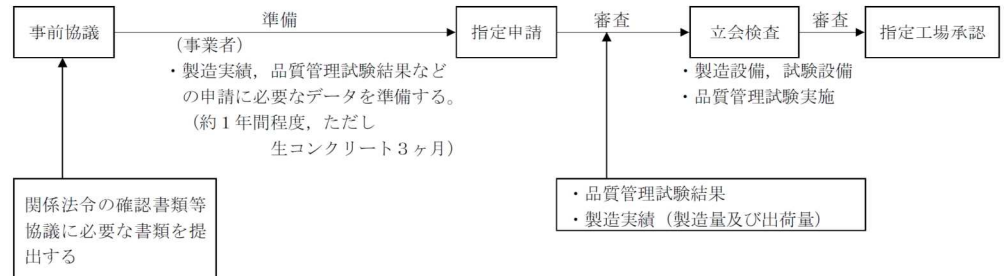 事前協議
準備
(事業者)
・製造実績，品質管理試験結果など
の申請に必要なデータを準備する。
(約１年間程度，ただし
生コンクリート３ヶ月)
指定申請
審査
立会検査
・製造設備，試験設備
・品質管理試験実施
審査
指定工場承認
関係法令の確認書類等
協議に必要な書類を提
出する
・品質管理試験結果
・製造実績（製造量及び出荷量）